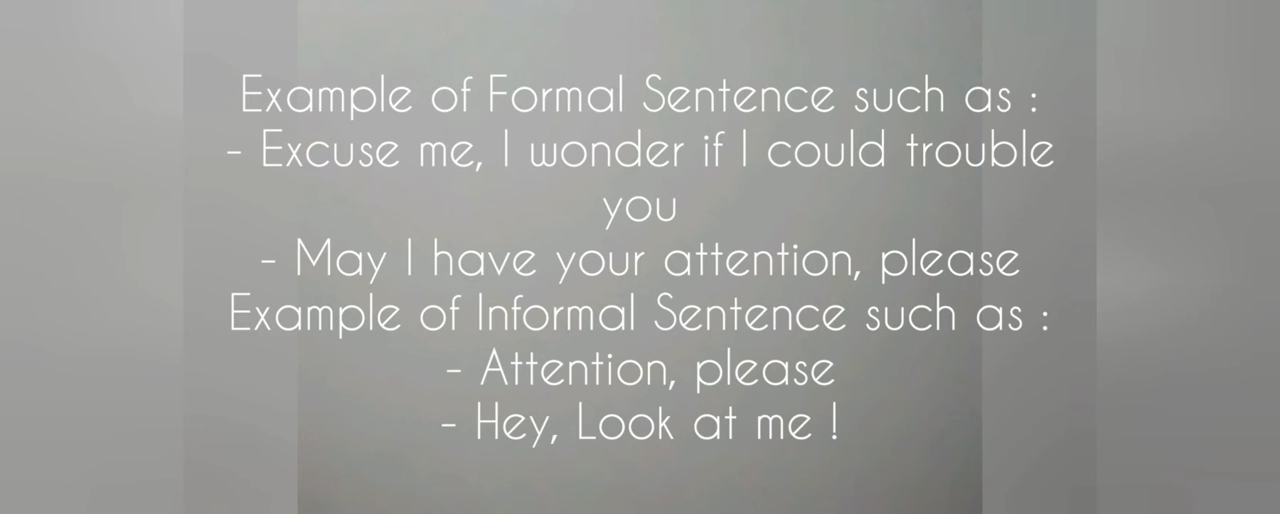 Example of Formal Sentence such as :
- Excuse me, I wonder if I could trouble
you
- May I have your attention, please
Example of Informal Sentence such as :
- Attention, please
- Hey, Look at me !